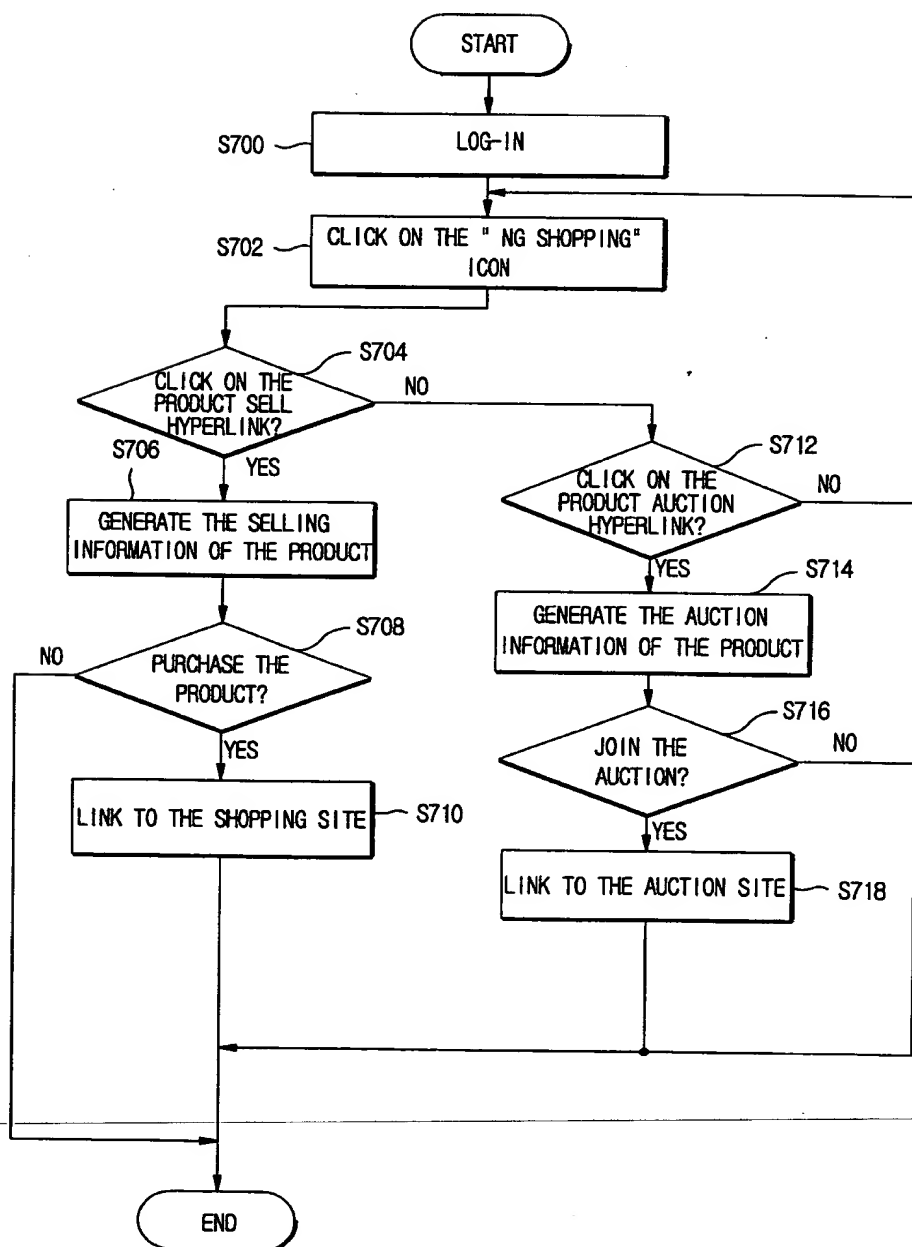 START
S700
LOG-IN
S702
CLICK ON THE " NG SHOPPING"
ICON
S704
CLICK ON THE
PRODUCT SELL
HYPERLINK?
NO
YES
S706
GENERATE THE SELLING
INFORMATION OF THE PRODUCT
S708
NO
PURCHASE THE
PRODUCT?
YES
LINK TO THE SHOPPING SITE
S710
S712
CLICK ON THE
PRODUCT AUCTION
HYPERLINK?
NO
YES
S714
GENERATE THE AUCTION
INFORMATION OF THE PRODUCT
S716
JOIN THE
AUCTION?
NO
YES
LINK TO THE AUCTION SITE
S718
END